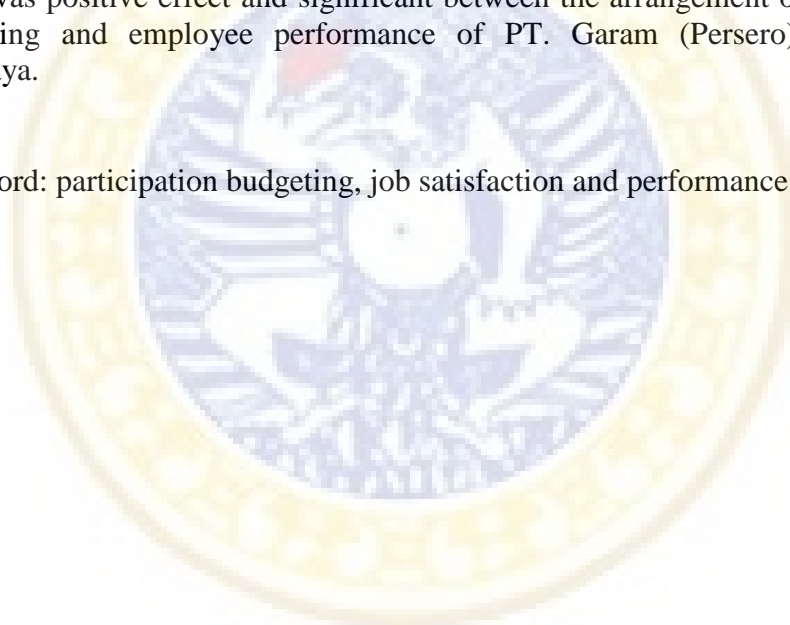 was positive effect and significant between the arrangement o
ing and employee performance of PT. Garam (Persero)
ya.
ord: participation budgeting, job satisfaction and performance